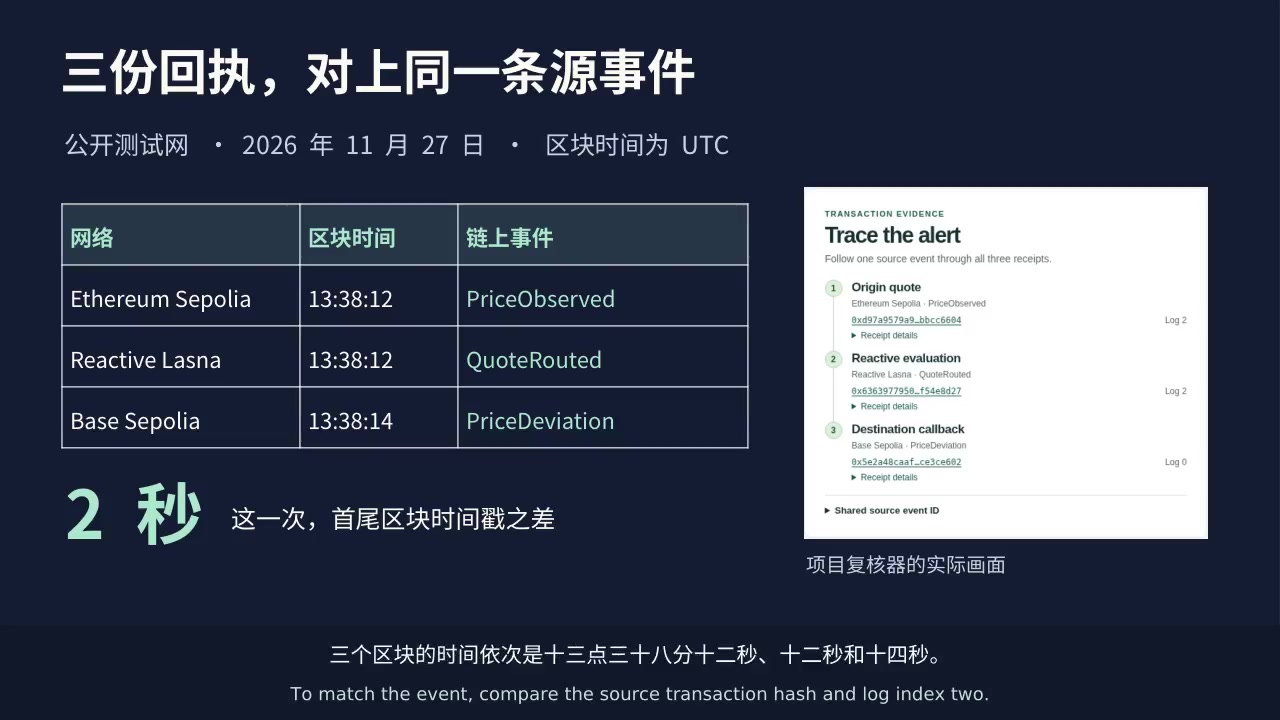 三份回执，对上同一条源事件
公开测试网 · 2026 年 11 月 27 日 · 区块时间为 UTC
网络 区块时间 链上事件
Ethereum Sepolia 13:38:12 PriceObserved
Reactive Lasna 13:38:12 QuoteRouted
Base Sepolia 13:38:14 PriceDeviation
2 秒 这一次，首尾区块时间戳之差
TRANSACTION EVIDENCE
Trace the alert
Follow one source event through all three receipts.
1 Origin quote
Ethereum Sepolia · PriceObserved
0xd97a9579a9…bbcc6604 Log 2
▶ Receipt details
2 Reactive evaluation
Reactive Lasna · QuoteRouted
0x6363977950…f54e8d27 Log 2
▶ Receipt details
3 Destination callback
Base Sepolia · PriceDeviation
0x5e2a48caaf…ce3ce602 Log 0
▶ Receipt details
▶ Shared source event ID
项目复核器的实际画面
三个区块的时间依次是十三点三十八分十二秒、十二秒和十四秒。
To match the event, compare the source transaction hash and log index two.